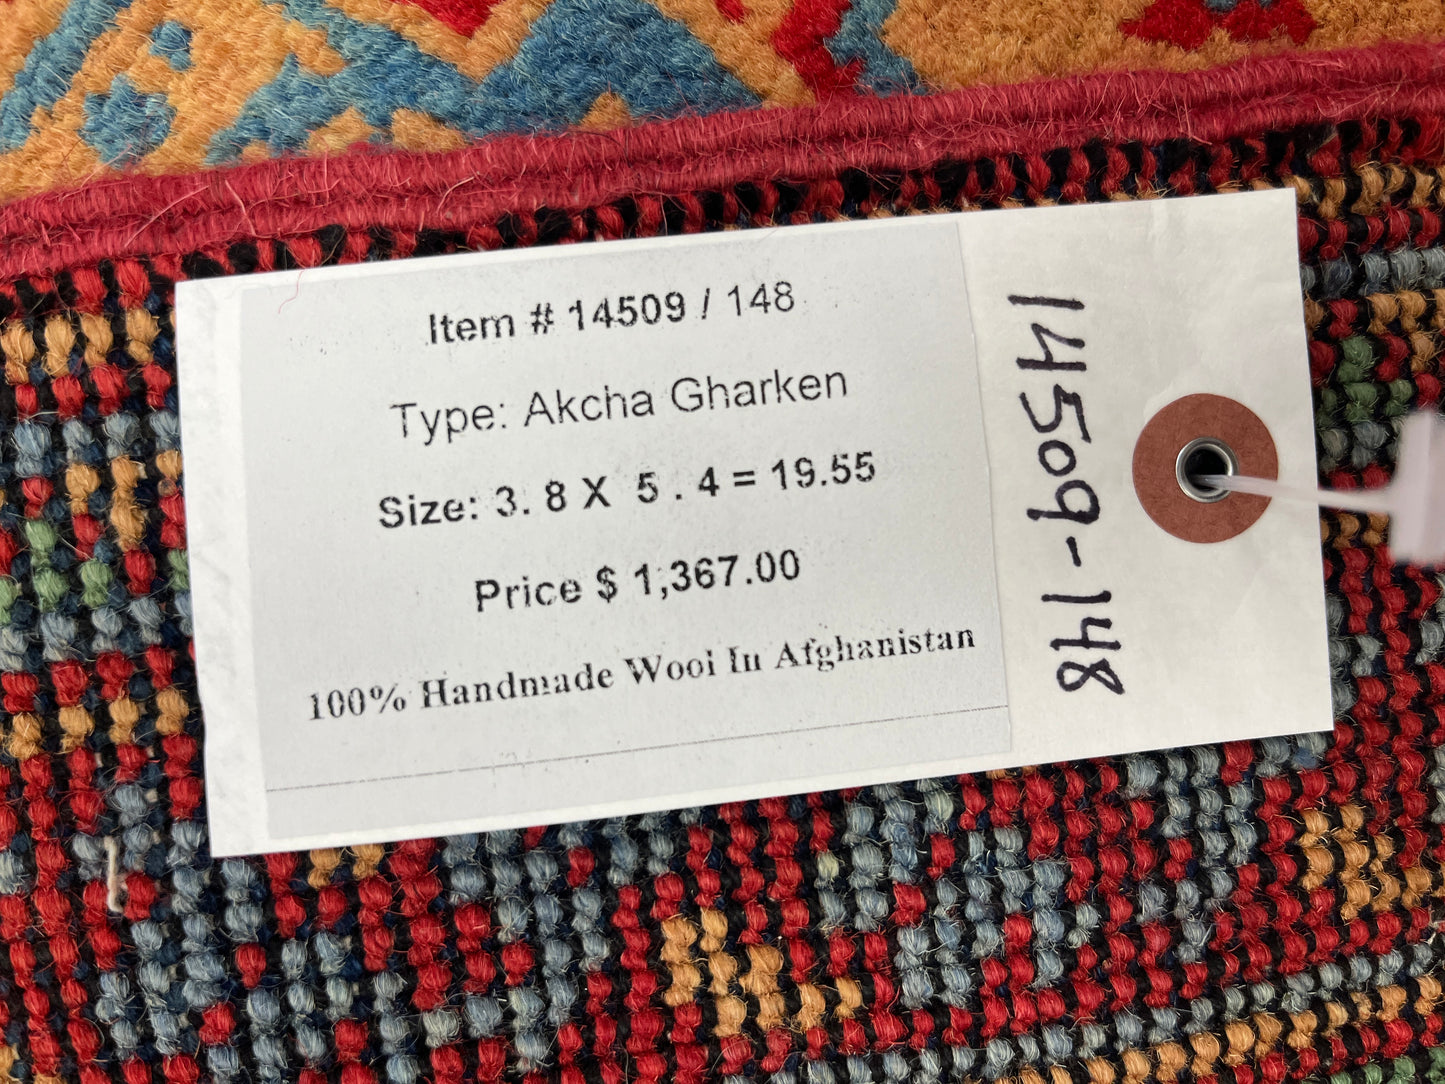 Item # 14509 / 148
Type: Akcha Gharken
Size: 3. 8 X 5 . 4 = 19.55
Price $ 1,367.00
100% Handmade Wool In Afghanistan
14509-148